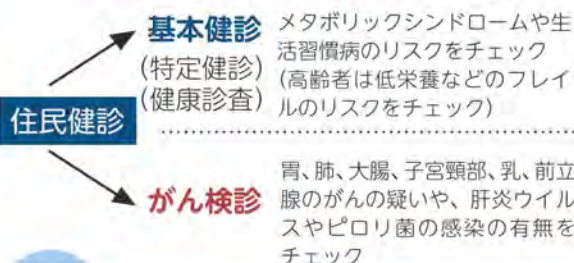 基本健診
(特定健診)
(健康診査)
メタボリックシンドロームや生
活習慣病のリスクをチェック
(高齢者は低栄養などのフレイ
ルのリスクをチェック)
住民健診
がん検診
胃、肺、大腸、子宮頸部、乳、前立
腺のがんの疑いや、肝炎ウイル
スやピロリ菌の感染の有無を
チェック